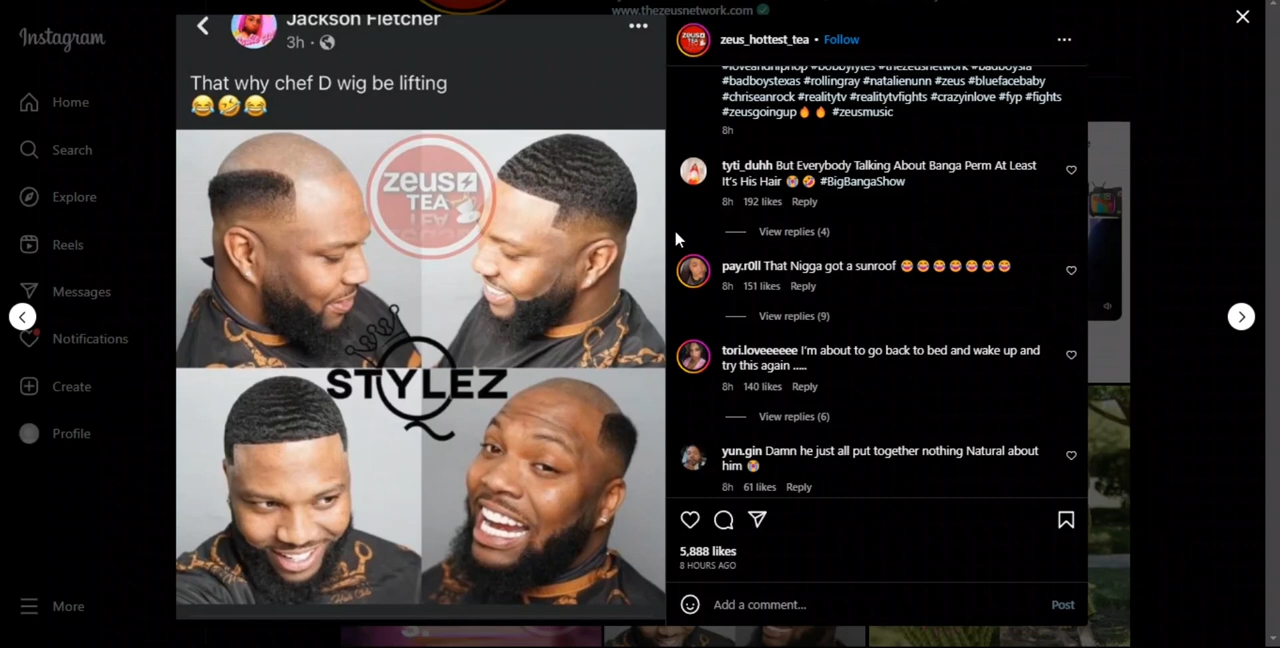 www.thezeusnetwork.com
Instagram
Home
Search
Explore
Reels
Messages
Notifications
Create
Profile
More
Jackson Fletcher
3h ·
That why chef D wig be lifting
😂🤣😂
zeus
TEA
STYLEZ
zeus_hottest_tea • Follow
#loveandhiphop #bobbylytes #thezeusnetwork #badboysla
#badboystexas #rollingray #natalienunn #zeus #bluefacebaby
#chriseanrock #realitytv #realitytvfights #crazyinlove #fyp #fights
#zeusgoingup🔥 🔥 #zeusmusic
8h
tyti_duhh But Everybody Talking About Banga Perm At Least
It's His Hair 😭 🤣 #BigBangaShow
8h 192 likes Reply
View replies (4)
pay.r0ll That Nigga got a sunroof 😂😂😂😂😂😂😂
8h 151 likes Reply
View replies (9)
tori.loveeeeee I'm about to go back to bed and wake up and
try this again .....
8h 140 likes Reply
View replies (6)
yun.gin Damn he just all put together nothing Natural about
him 😭
8h 61 likes Reply
5,888 likes
8 HOURS AGO
Add a comment...
Post